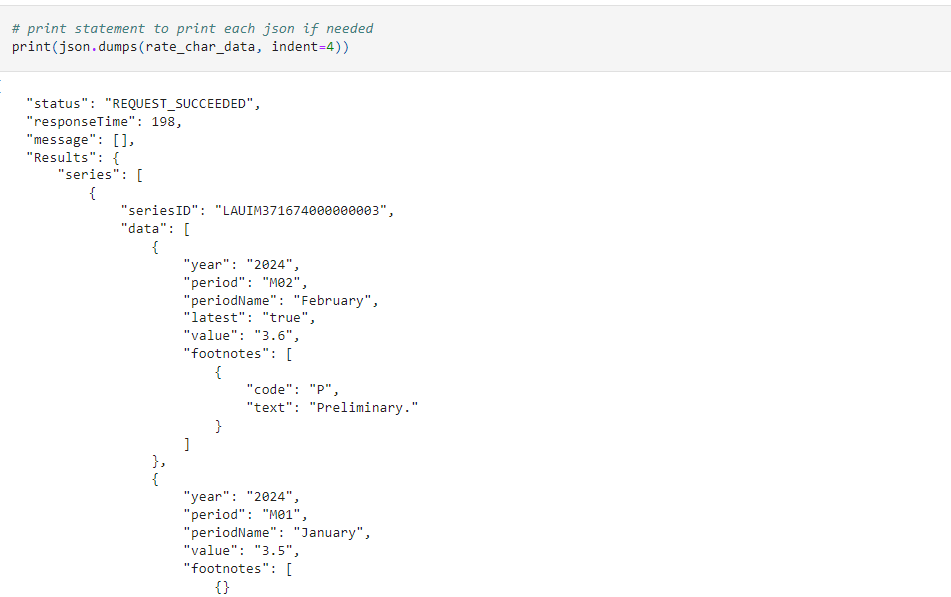 # print statement to print each json if needed
print(json.dumps(rate_char_data, indent=4))
{
    "status": "REQUEST_SUCCEEDED",
    "responseTime": 198,
    "message": [],
    "Results": {
        "series": [
            {
                "seriesID": "LAUIM371674000000003",
                "data": [
                    {
                        "year": "2024",
                        "period": "M02",
                        "periodName": "February",
                        "latest": "true",
                        "value": "3.6",
                        "footnotes": [
                            {
                                "code": "P",
                                "text": "Preliminary."
                            }
                        ]
                    },
                    {
                        "year": "2024",
                        "period": "M01",
                        "periodName": "January",
                        "value": "3.5",
                        "footnotes": [
                            {}